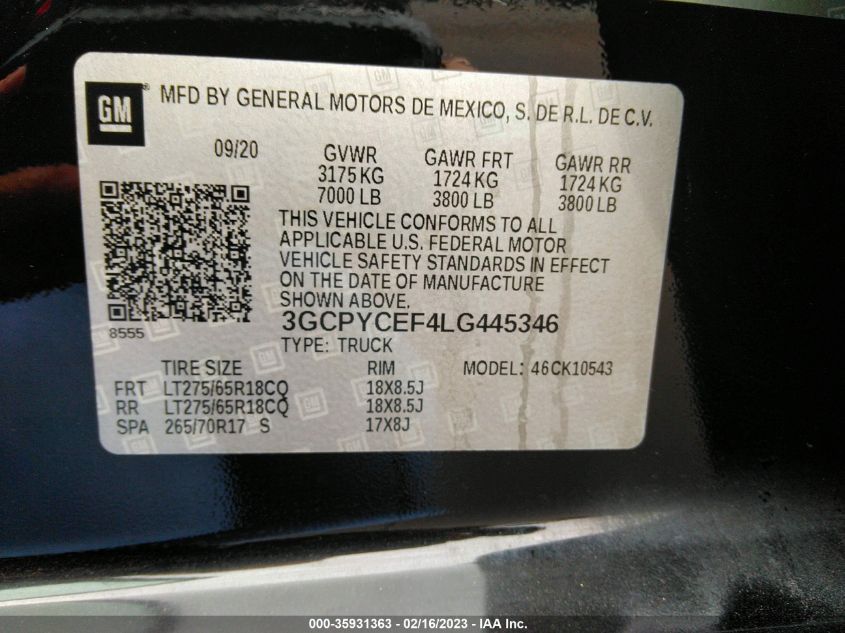 GM
MFD BY GENERAL MOTORS DE MEXICO, S. DE R.L. DE C.V.
09/20 GVWR GAWR FRT GAWR RR
3175 KG 1724 KG 1724 KG
7000 LB 3800 LB 3800 LB
THIS VEHICLE CONFORMS TO ALL
APPLICABLE U.S. FEDERAL MOTOR
VEHICLE SAFETY STANDARDS IN EFFECT
ON THE DATE OF MANUFACTURE
SHOWN ABOVE.
8555
3GCPYCEF4LG445346
TYPE: TRUCK
TIRE SIZE RIM MODEL: 46CK10543
FRT LT275/65R18CQ 18X8.5J
RR LT275/65R18CQ 18X8.5J
SPA 265/70R17 S 17X8J
000-35931363 - 02/16/2023 - IAA Inc.